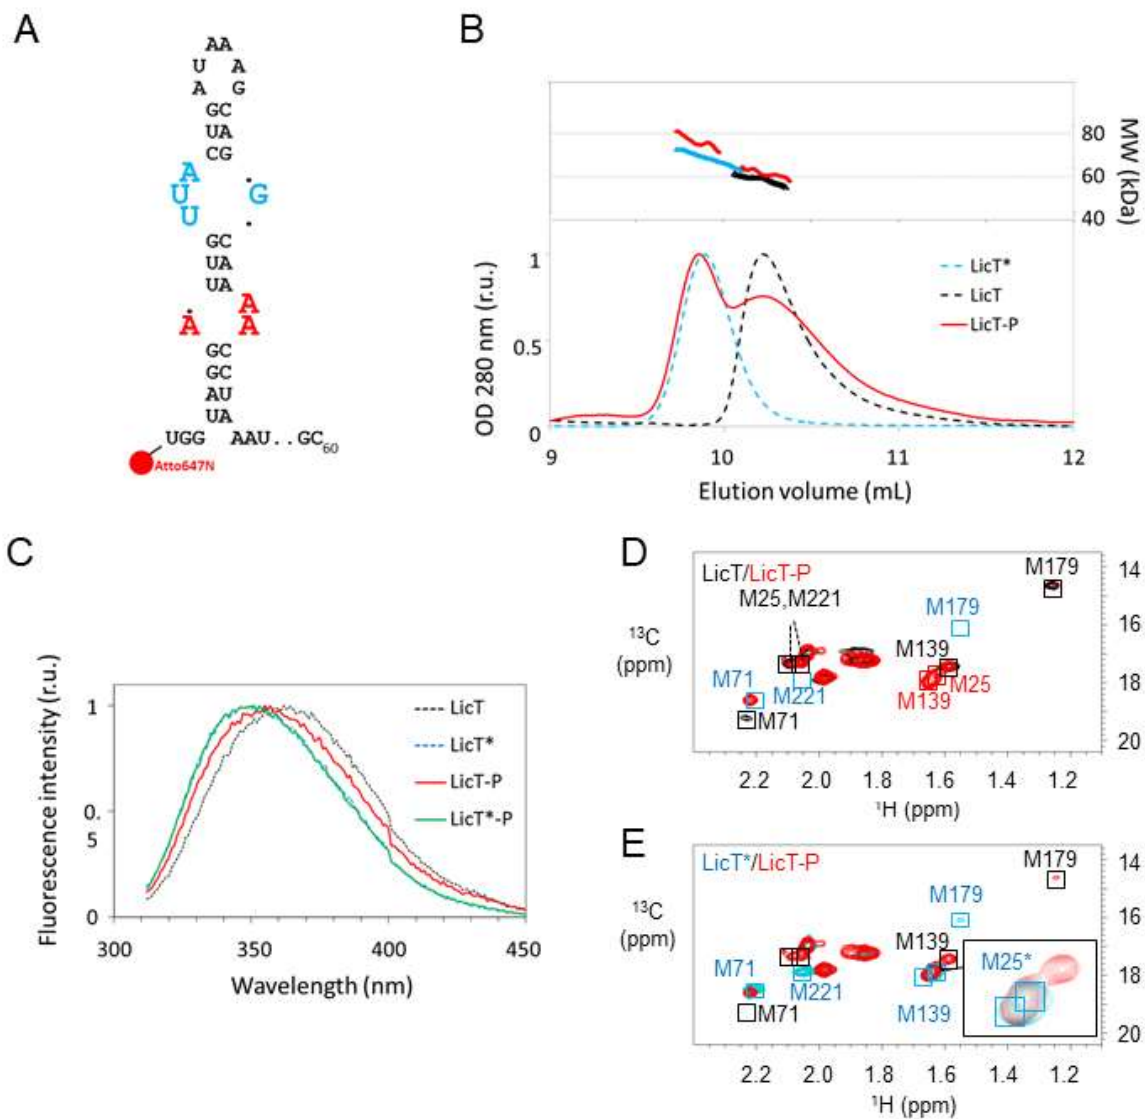 A
AA
U A
A G
GC
UA
CG
A
U G
U
GC
UA
UA
A
A A
GC
GC
AU
UA
UGG AAU..GC60
Atto647N
B
80
60
40
MW (kDa)
1
0.5
0
OD 280 nm (r.u.)
LicT*
LicT
LicT-P
9 10 11 12
Elution volume (mL)
C
Fluorescence intensity (r.u.)
1
0.
5
0
LicT
LicT*
LicT-P
LicT*-P
300 350 400 450
Wavelength (nm)
D
LicT/LicT-P
M25,M221
M179
M179
M139
M71
M221
M25
M139
M71
13C
(ppm)
14
16
18
20
2.2 2.0 1.8 1.6 1.4 1.2
1H (ppm)
E
LicT*/LicT-P
M179
M179
M139
M25*
M71
M221
M139
M71
13C
(ppm)
14
16
18
20
2.2 2.0 1.8 1.6 1.4 1.2
1H (ppm)